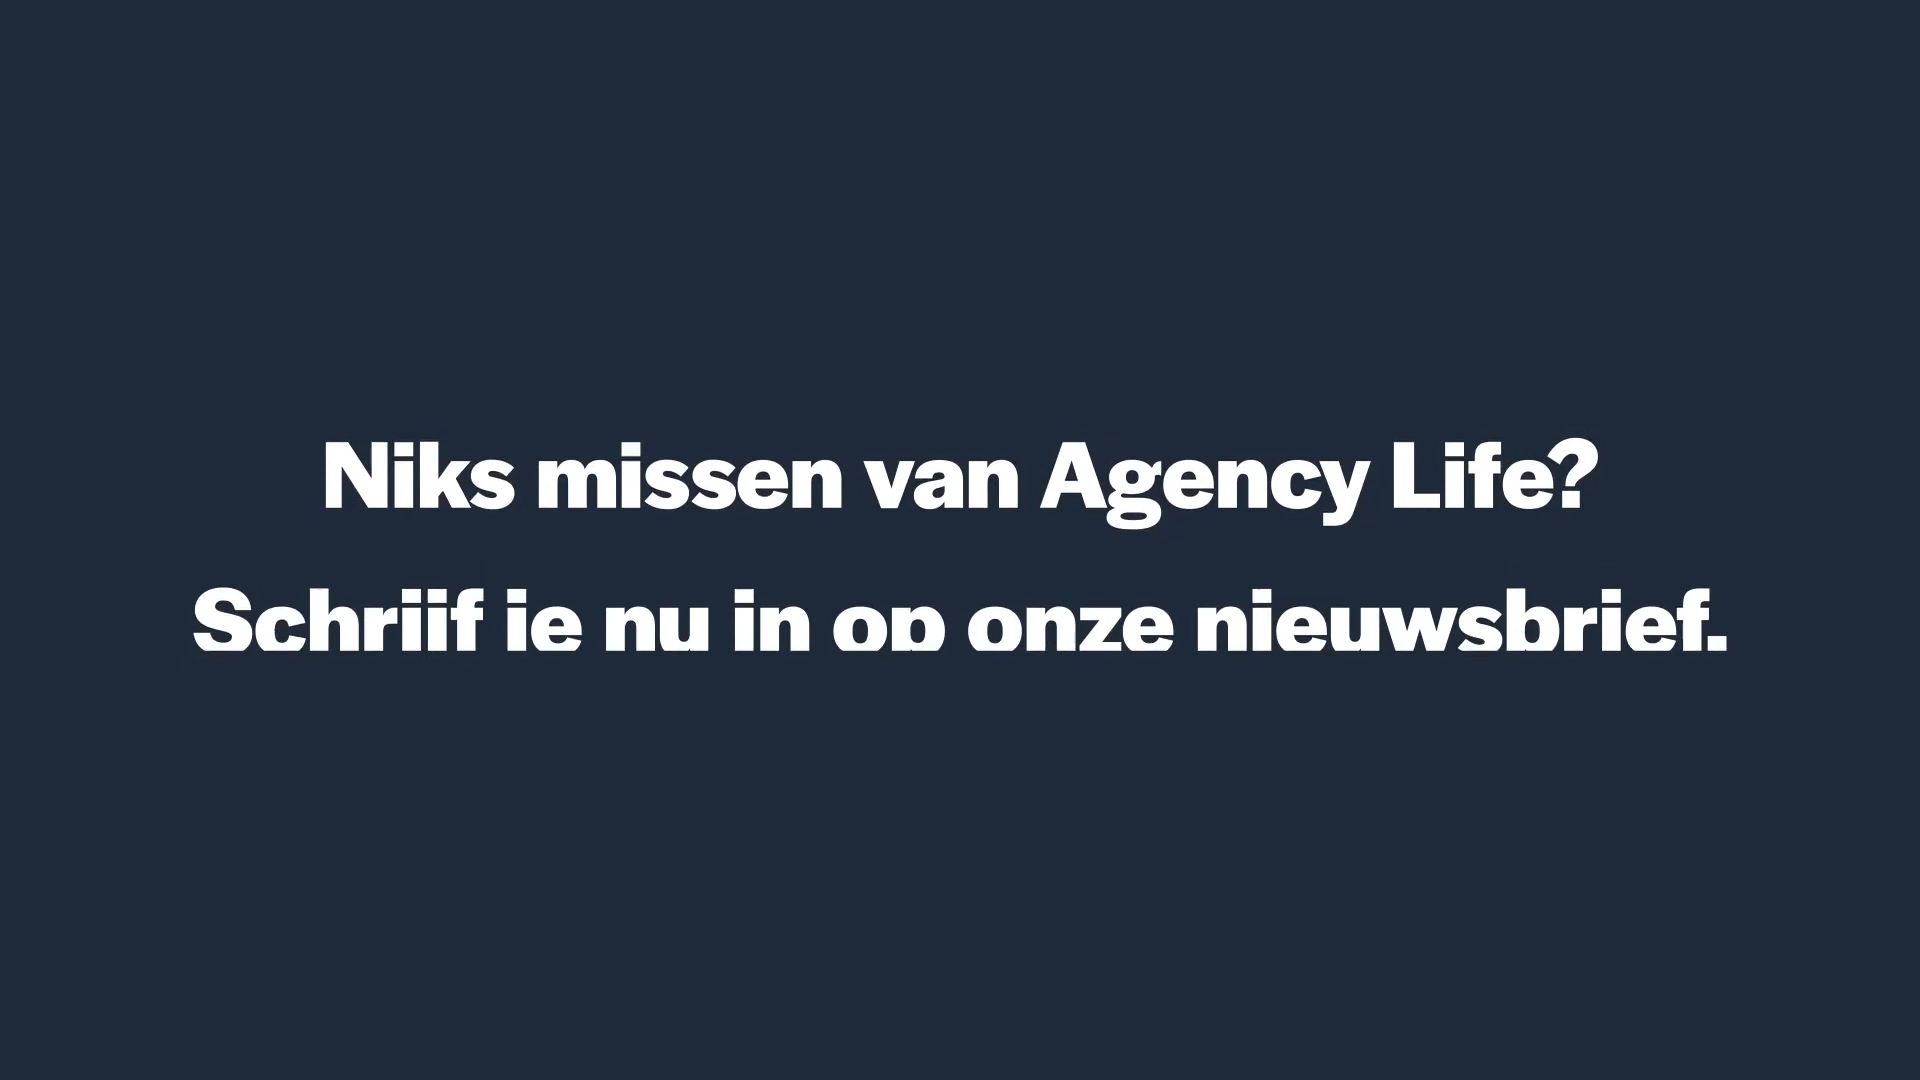 Niks missen van Agency Life?
Schrijf je nu in op onze nieuwsbrief.